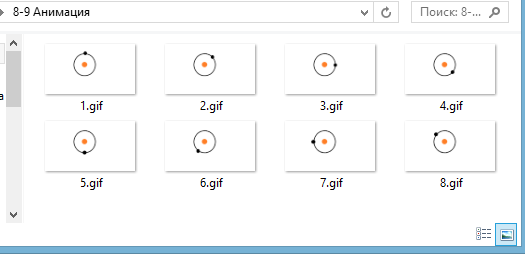 8-9 Анимация
Поиск: 8-...
1.gif
2.gif
3.gif
4.gif
5.gif
6.gif
7.gif
8.gif
а